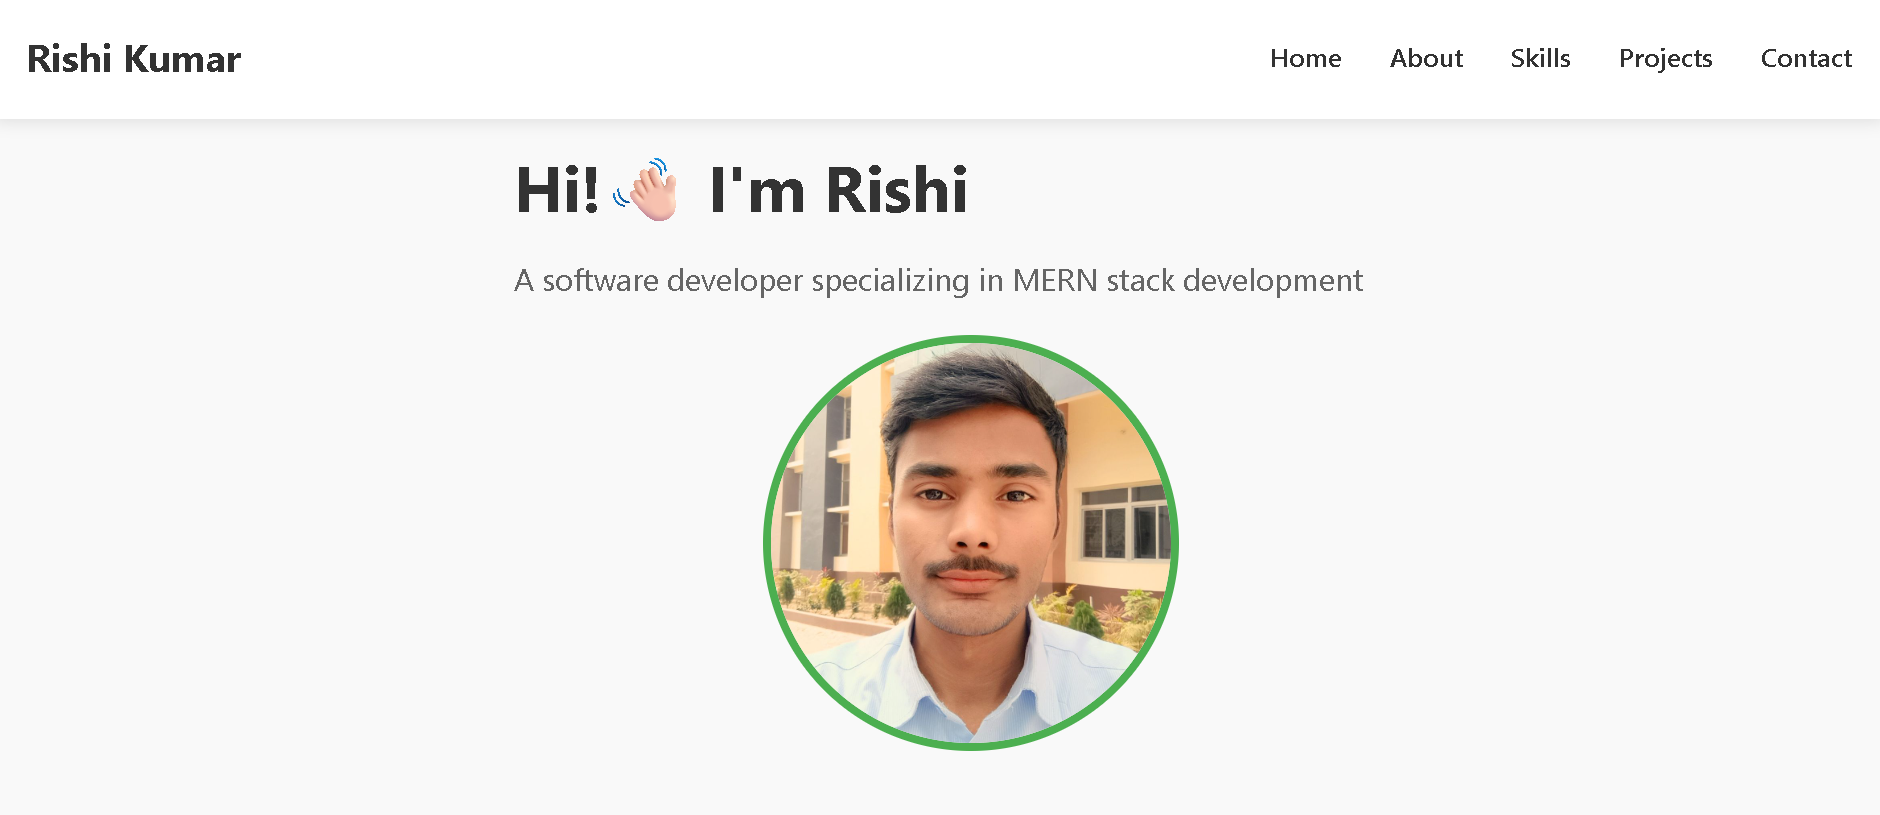 Rishi Kumar
Home About Skills Projects Contact
Hi!👋🏻 I'm Rishi
A software developer specializing in MERN stack development